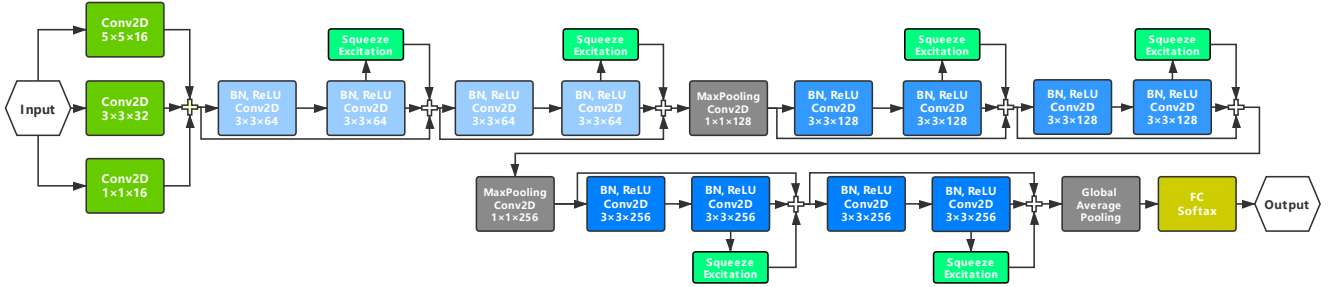 Input
Conv2D
5×5×16
Conv2D
3×3×32
Conv2D
1×1×16
BN, ReLU
Conv2D
3×3×64
BN, ReLU
Conv2D
3×3×64
Squeeze
Excitation
BN, ReLU
Conv2D
3×3×64
BN, ReLU
Conv2D
3×3×64
Squeeze
Excitation
MaxPooling
Conv2D
1×1×128
BN, ReLU
Conv2D
3×3×128
BN, ReLU
Conv2D
3×3×128
Squeeze
Excitation
BN, ReLU
Conv2D
3×3×128
BN, ReLU
Conv2D
3×3×128
Squeeze
Excitation
MaxPooling
Conv2D
1×1×256
BN, ReLU
Conv2D
3×3×256
BN, ReLU
Conv2D
3×3×256
Squeeze
Excitation
BN, ReLU
Conv2D
3×3×256
BN, ReLU
Conv2D
3×3×256
Squeeze
Excitation
Global
Average
Pooling
FC
Softax
Output